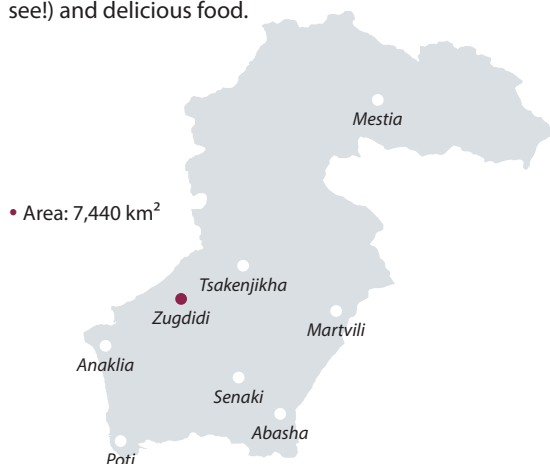 see!) and delicious food.
Mestia
• Area: 7,440 km²
Tsakenjikha
Zugdidi
Martvili
Anaklia
Senaki
Abasha
Poti